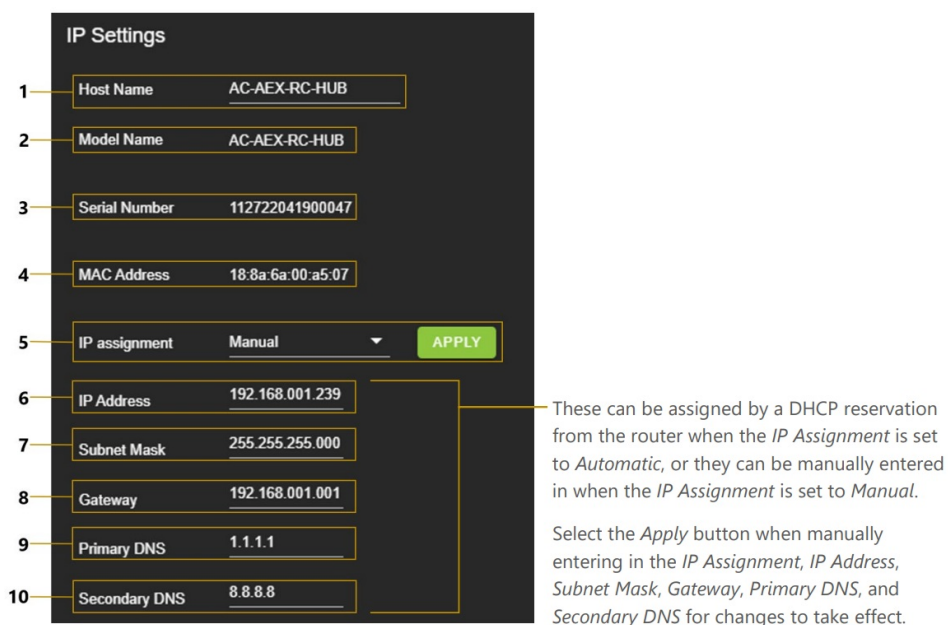 IP Settings
1 Host Name AC-AEX-RC-HUB
2 Model Name AC-AEX-RC-HUB
3 Serial Number 112722041900047
4 MAC Address 18:8a:6a:00:a5:07
5 IP assignment Manual APPLY
6 IP Address 192.168.001.239
7 Subnet Mask 255.255.255.000
8 Gateway 192.168.001.001
9 Primary DNS 1.1.1.1
10 Secondary DNS 8.8.8.8
These can be assigned by a DHCP reservation
from the router when the IP Assignment is set
to Automatic, or they can be manually entered
in when the IP Assignment is set to Manual.
Select the Apply button when manually
entering in the IP Assignment, IP Address,
Subnet Mask, Gateway, Primary DNS, and
Secondary DNS for changes to take effect.